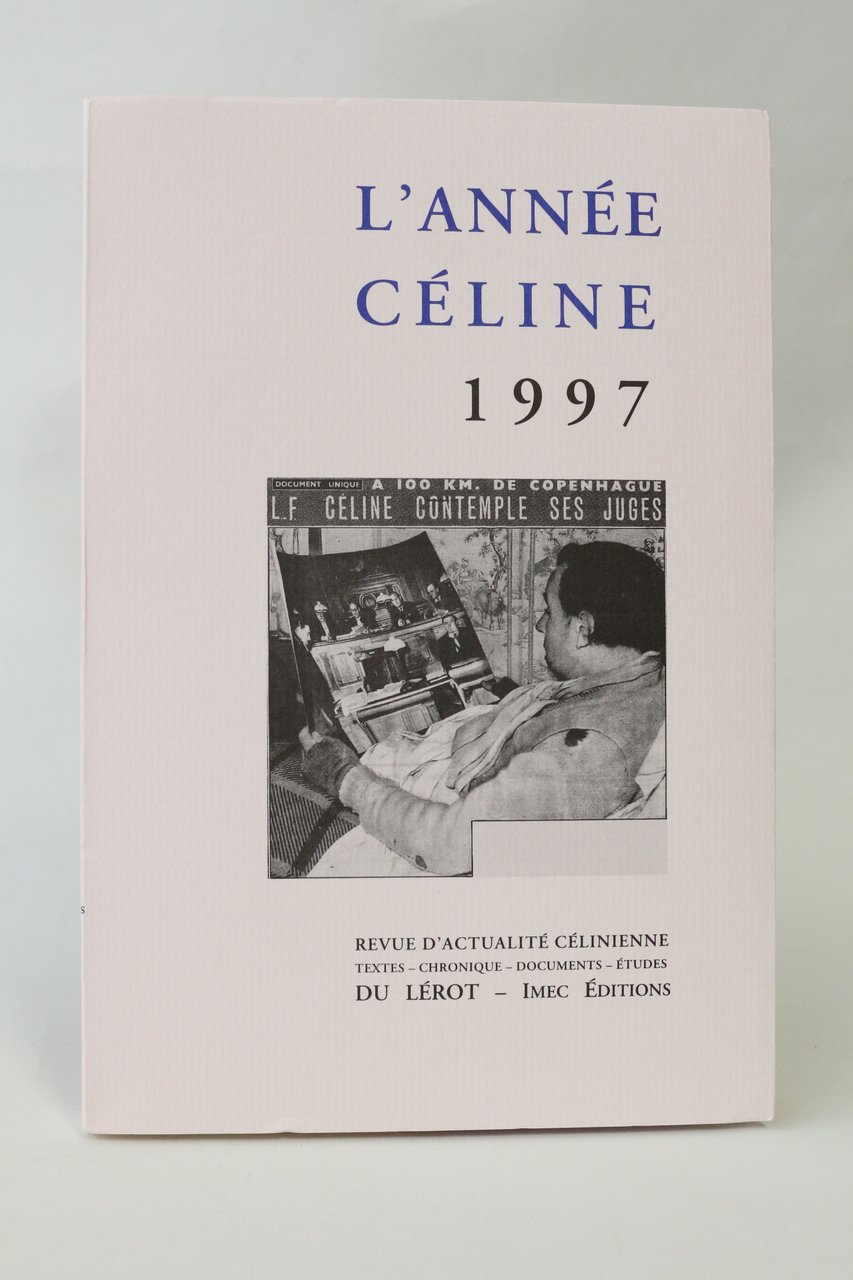 L'ANNÉE
CÉLINE
1997
DOCUMENT UNIQUE A 100 KM. DE COPENHAGUE
L.F CÉLINE CONTEMPLE SES JUGES
REVUE D'ACTUALITÉ CÉLINIENNE
TEXTES – CHRONIQUE – DOCUMENTS – ÉTUDES
DU LÉROT – IMEC ÉDITIONS
S